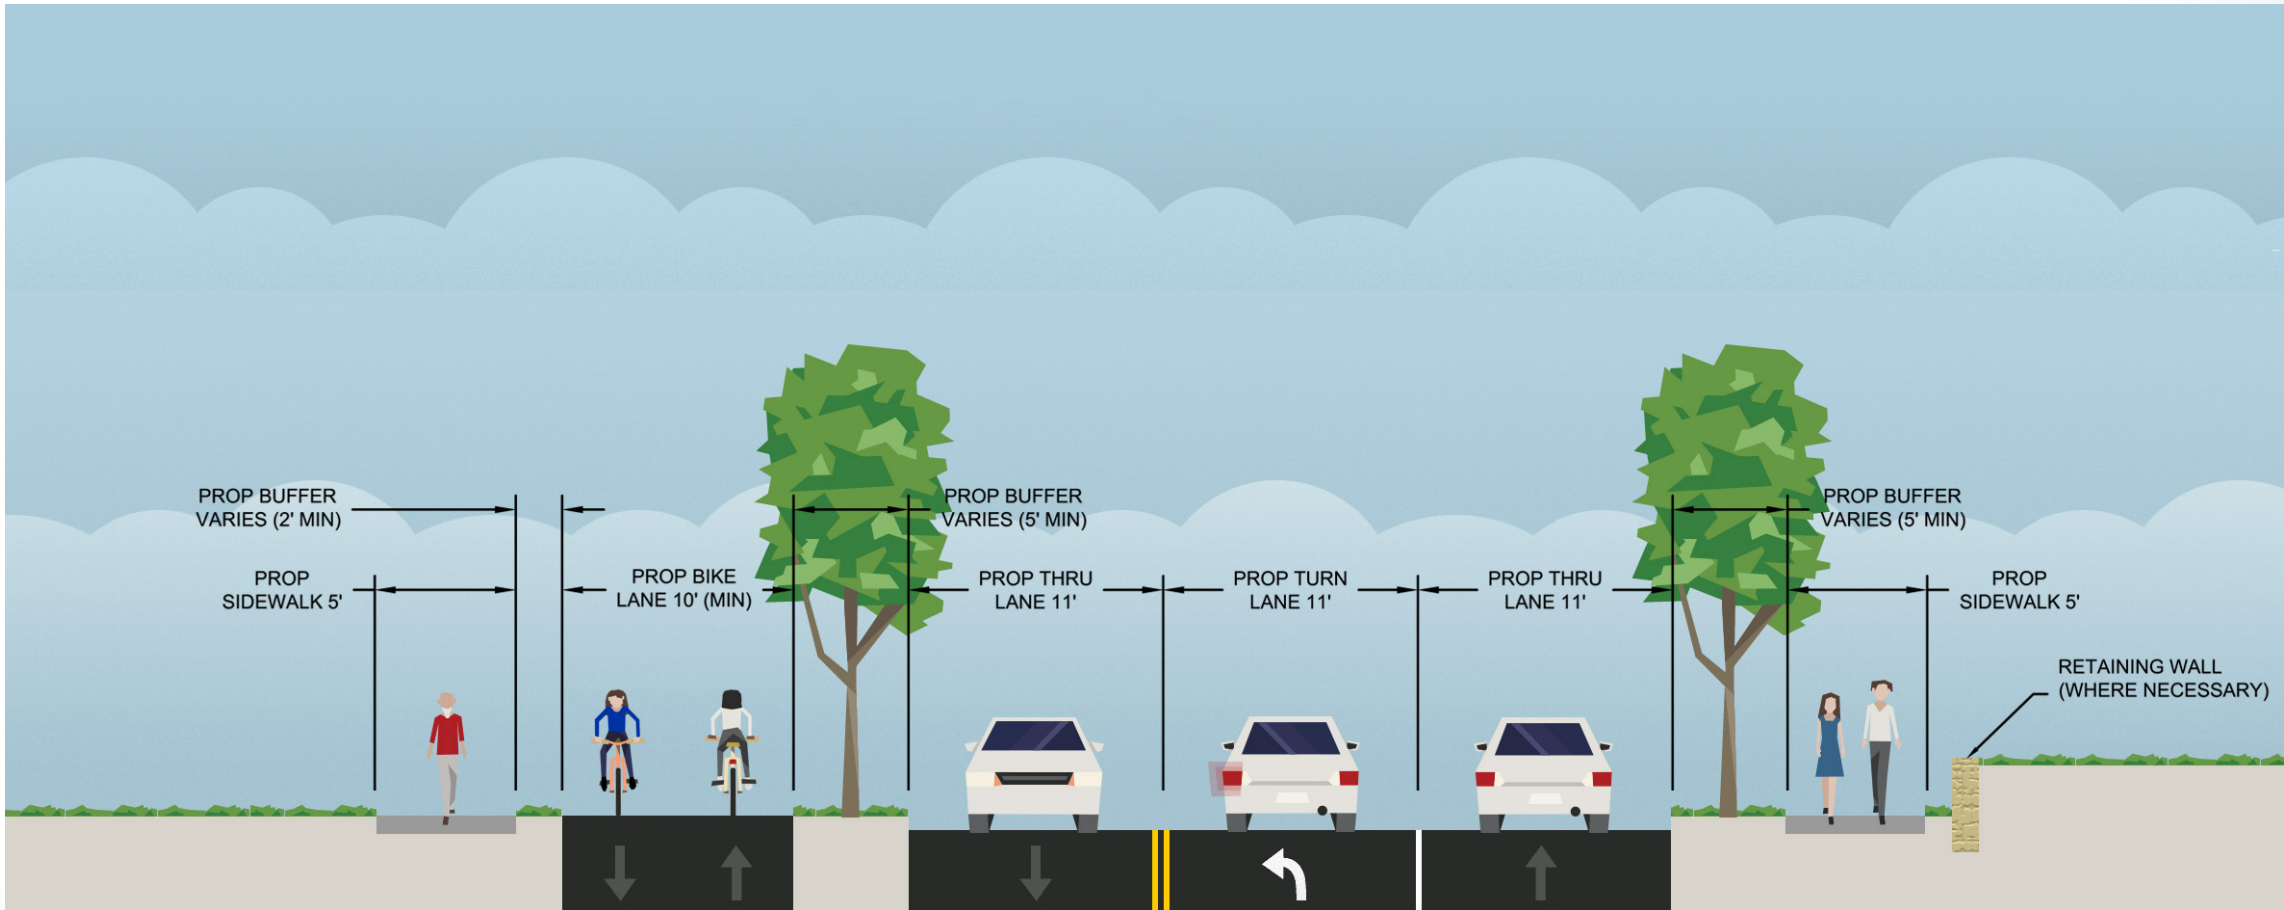 PROP BUFFER
VARIES (2' MIN)
PROP BUFFER
VARIES (5' MIN)
PROP BUFFER
VARIES (5' MIN)
PROP
SIDEWALK 5'
PROP BIKE
LANE 10' (MIN)
PROP THRU
LANE 11'
PROP TURN
LANE 11'
PROP THRU
LANE 11'
PROP
SIDEWALK 5'
RETAINING WALL
(WHERE NECESSARY)